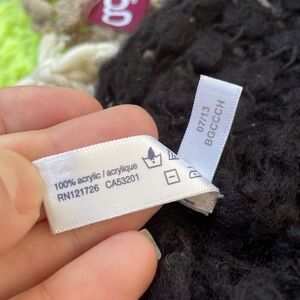 100% acrylic / acrylique
RN121726 CA53201
07/13
BGCCCH